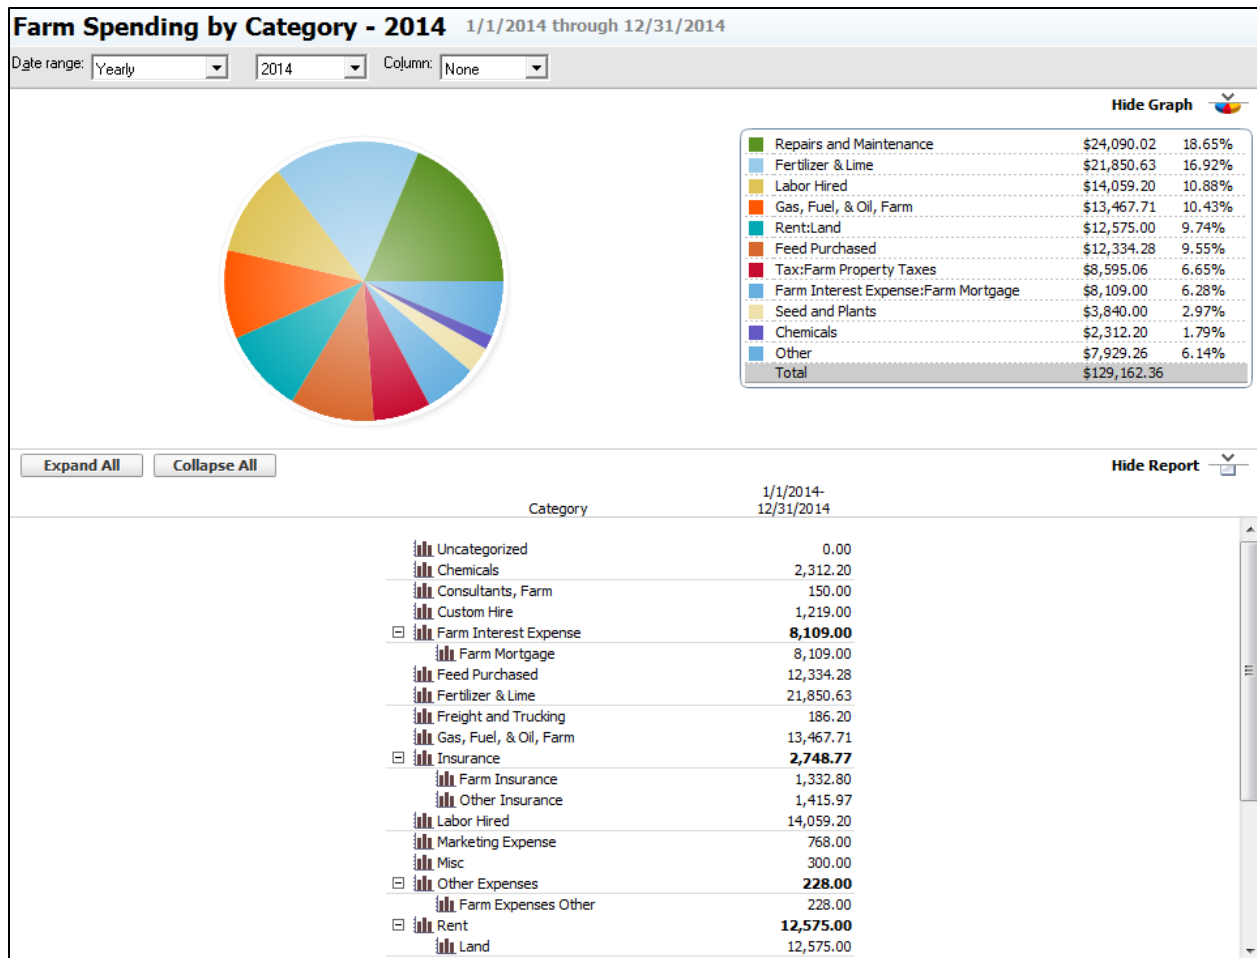 Farm Spending by Category - 2014 1/1/2014 through 12/31/2014
Date range: Yearly 2014 Column: None
Hide Graph
Repairs and Maintenance $24,090.02 18.65%
Fertilizer & Lime $21,850.63 16.92%
Labor Hired $14,059.20 10.88%
Gas, Fuel, & Oil, Farm $13,467.71 10.43%
Rent:Land $12,575.00 9.74%
Feed Purchased $12,334.28 9.55%
Tax:Farm Property Taxes $8,595.06 6.65%
Farm Interest Expense:Farm Mortgage $8,109.00 6.28%
Seed and Plants $3,840.00 2.97%
Chemicals $2,312.20 1.79%
Other $7,929.26 6.14%
Total $129,162.36
Expand All Collapse All Hide Report
1/1/2014-
Category 12/31/2014
Uncategorized 0.00
Chemicals 2,312.20
Consultants, Farm 150.00
Custom Hire 1,219.00
Farm Interest Expense 8,109.00
Farm Mortgage 8,109.00
Feed Purchased 12,334.28
Fertilizer & Lime 21,850.63
Freight and Trucking 186.20
Gas, Fuel, & Oil, Farm 13,467.71
Insurance 2,748.77
Farm Insurance 1,332.80
Other Insurance 1,415.97
Labor Hired 14,059.20
Marketing Expense 768.00
Misc 300.00
Other Expenses 228.00
Farm Expenses Other 228.00
Rent 12,575.00
Land 12,575.00